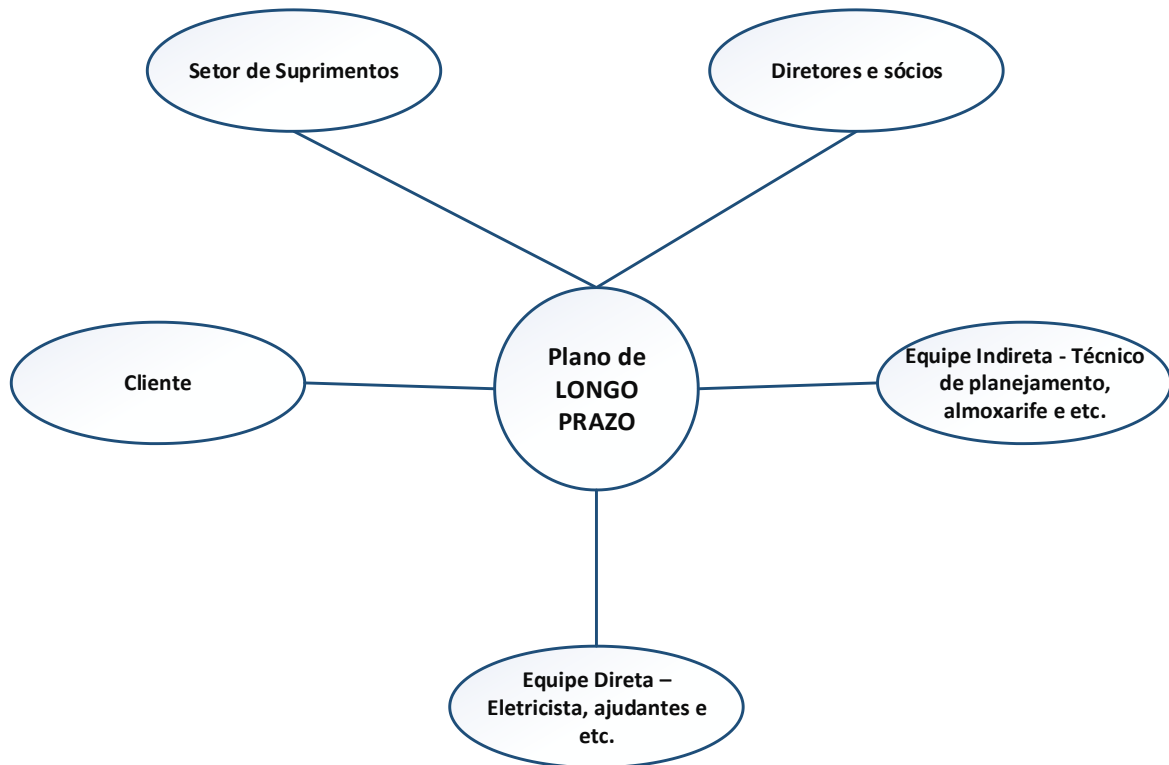 Setor de Suprimentos
Diretores e sócios
Plano de
LONGO
PRAZO
Cliente
Equipe Indireta - Técnico
de planejamento,
almoxarife e etc.
Equipe Direta –
Eletricista, ajudantes e
etc.